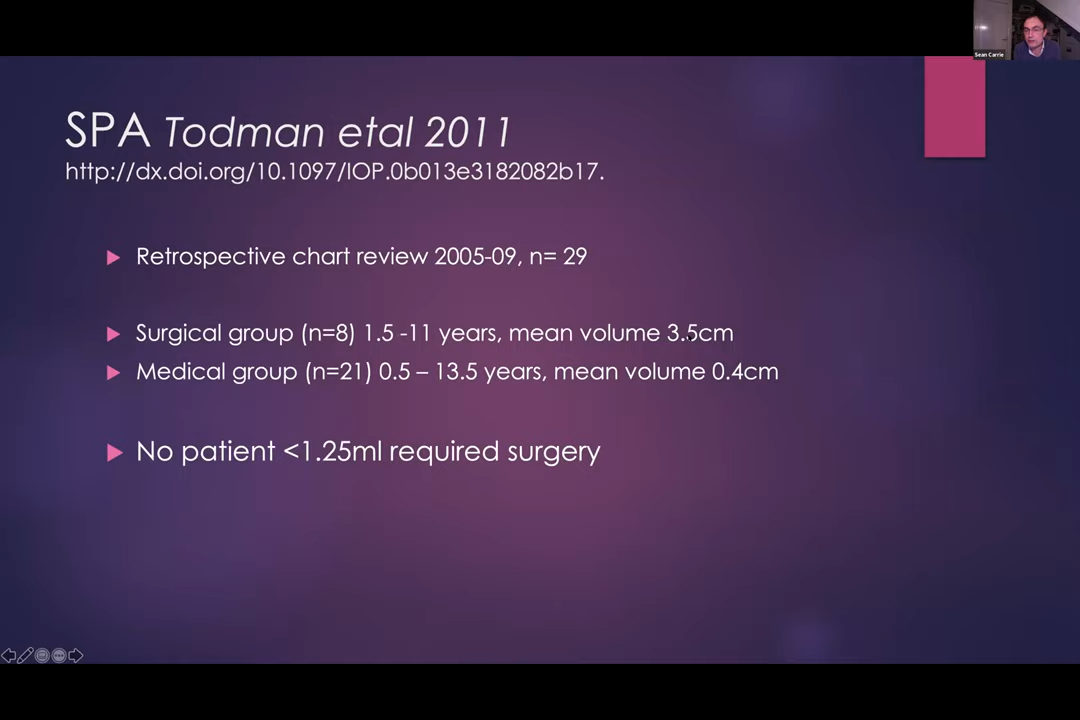 Sean Carrie
SPA Todman etal 2011
http://dx.doi.org/10.1097/IOP.0b013e3182082b17.
Retrospective chart review 2005-09, n= 29
Surgical group (n=8) 1.5 -11 years, mean volume 3.5cm
Medical group (n=21) 0.5 – 13.5 years, mean volume 0.4cm
No patient <1.25ml required surgery